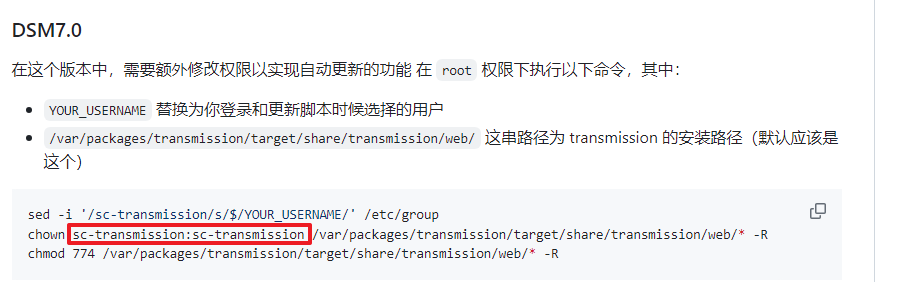 DSM7.0
在这个版本中，需要额外修改权限以实现自动更新的功能 在 root 权限下执行以下命令，其中：
YOUR_USERNAME 替换为你登录和更新脚本时候选择的用户
/var/packages/transmission/target/share/transmission/web/ 这串路径为 transmission 的安装路径（默认应该是
这个）
sed -i '/sc-transmission/s/$/YOUR_USERNAME/' /etc/group
chown sc-transmission:sc-transmission /var/packages/transmission/target/share/transmission/web/* -R
chmod 774 /var/packages/transmission/target/share/transmission/web/* -R